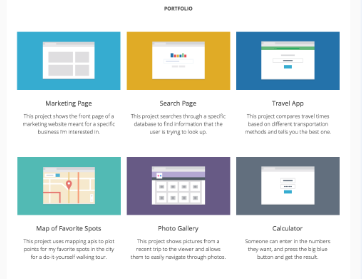 PORTFOLIO
Marketing Page
This project shows the front page of a
marketing website meant for a specific
business I'm interested in.
Search Page
This project searches through a specific
database to find information that the
user is trying to look up.
Travel App
This project compares travel times
based on different transportation
methods and tells you the best one.
Map of Favorite Spots
This project uses mapping apis to plot
points for my favorite spots in the city
for a do-it-yourself walking tour.
Photo Gallery
This project shows pictures from a
recent trip to the viewer and allows
them to easily navigate through photos.
Calculator
Someone can enter in the numbers
they want, and press the big blue
button and get the result.